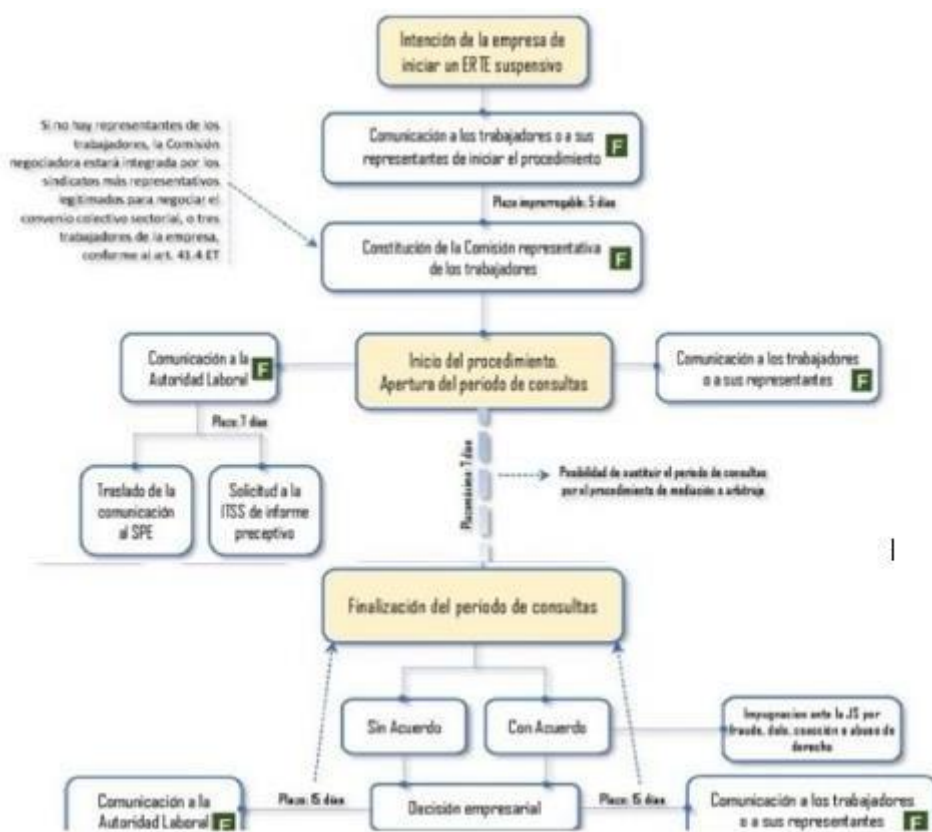 Intención de la empresa de
iniciar un ERTE suspensivo
Si no hay representantes de los
trabajadores, la Comisión
negociadora estará integrada por los
sindicatos más representativos
legitimados para negociar el
convenio colectivo sectorial, o tres
trabajadores de la empresa,
conforme al art. 41.4 ET
Comunicación a los trabajadores o a sus
representantes de iniciar el procedimiento
F
Plazo improrrogable: 5 días
Constitución de la Comisión representativa
de los trabajadores
F
Comunicación a la
Autoridad Laboral
F
Inicio del procedimiento.
Apertura del periodo de consultas
Comunicación a los trabajadores
o a sus representantes
F
Plazo: 7 días
Traslado de la
comunicación
al SPE
Solicitud a la
ITSS de informe
preceptivo
Plazo máximo: 7 días
Posibilidad de sustituir el periodo de consultas
por el procedimiento de mediación o arbitraje
Finalización del periodo de consultas
Sin Acuerdo
Con Acuerdo
Impugnacion ante la JS por
fraude, dolo, coacción o abuso de
derecho
Comunicación a la
Autoridad Laboral
F
Plazo: 15 días
Decisión empresarial
Plazo: 15 días
Comunicación a los trabajadores
o a sus representantes
F